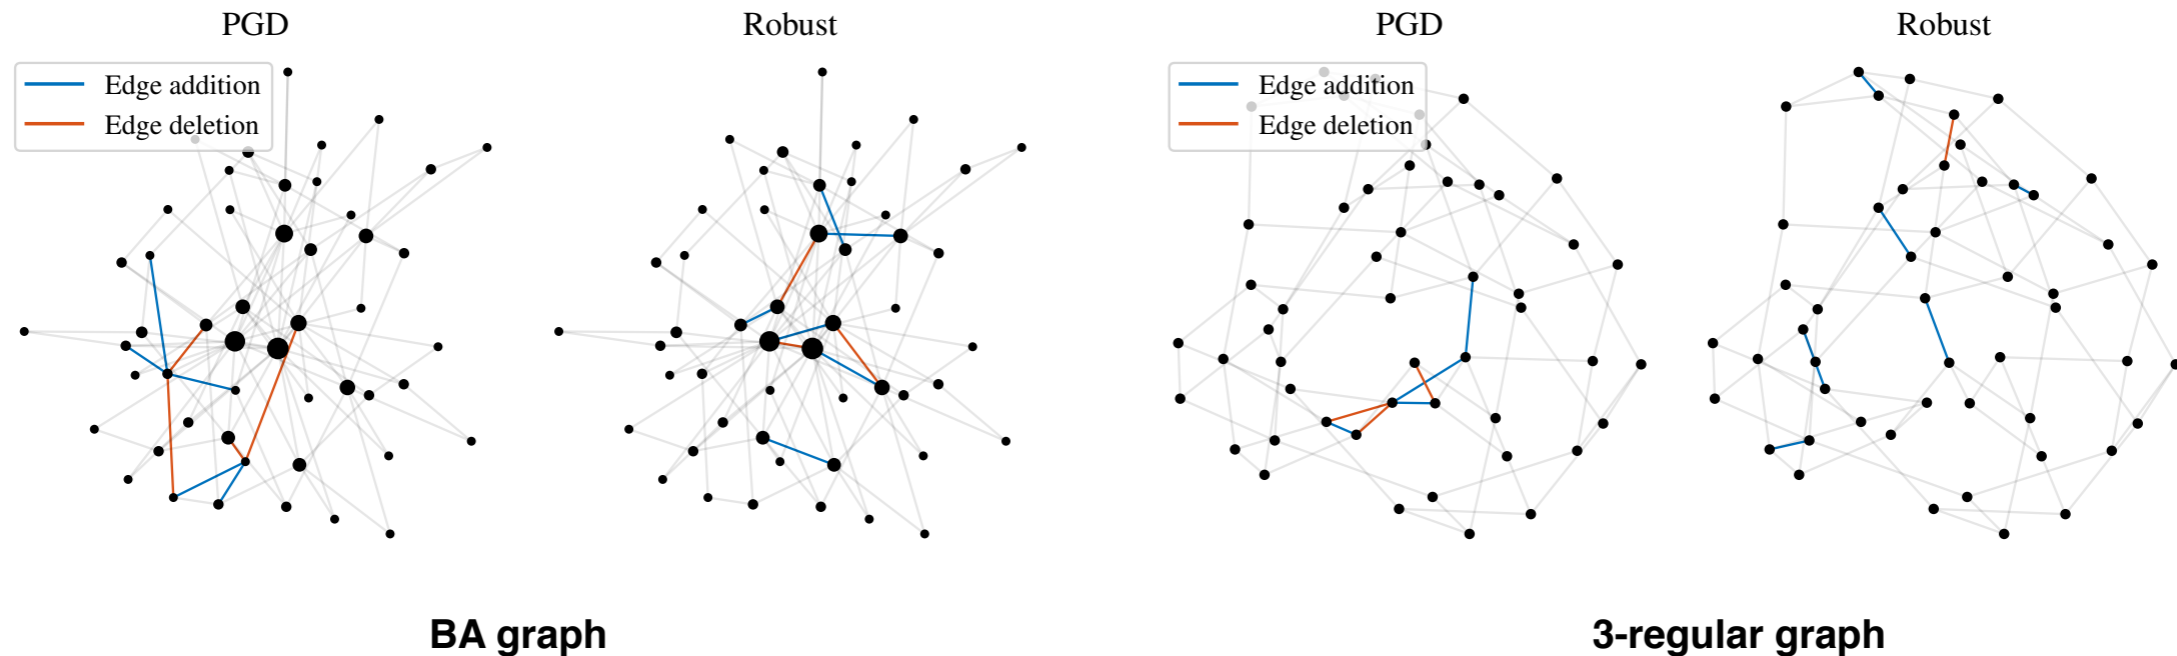 PGD
Edge addition
Edge deletion
Robust
BA graph
PGD
Edge addition
Edge deletion
Robust
3-regular graph